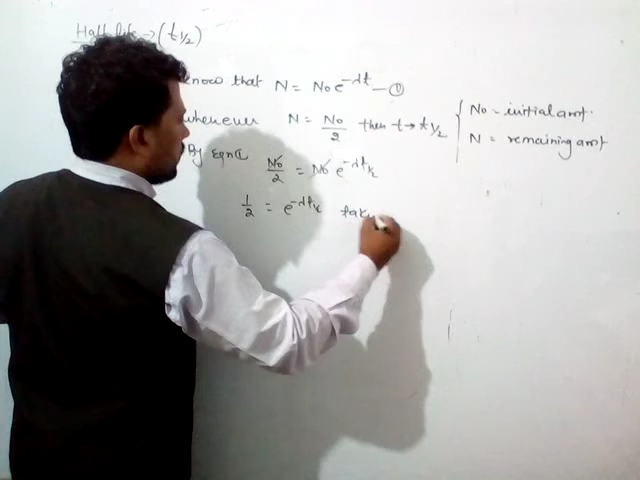 Half life → (t1/2)
know that N = N₀e^-λt —①
whenever N = N₀/2 then t → t1/2
N₀ = initial amt.
N = remaining amt
By Eqn① N₀/2 = N₀ e^-λt1/2
1/2 = e^-λt1/2